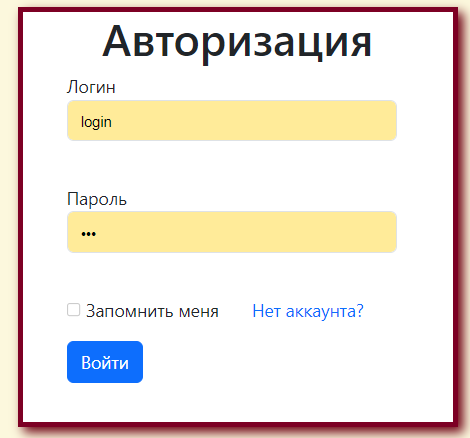 Авторизация
Логин
login
Пароль
•••
Запомнить меня Нет аккаунта?
Войти